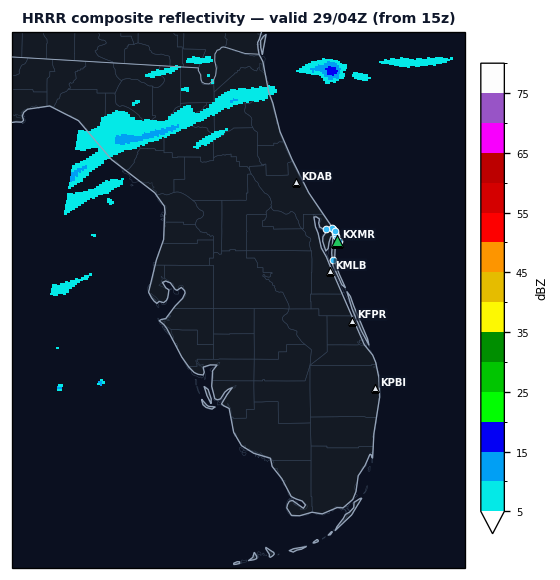 HRRR composite reflectivity — valid 29/04Z (from 15z)
KDAB
KXMR
KMLB
KFPR
KPBI
75
65
55
45
35
25
15
5
dBZ